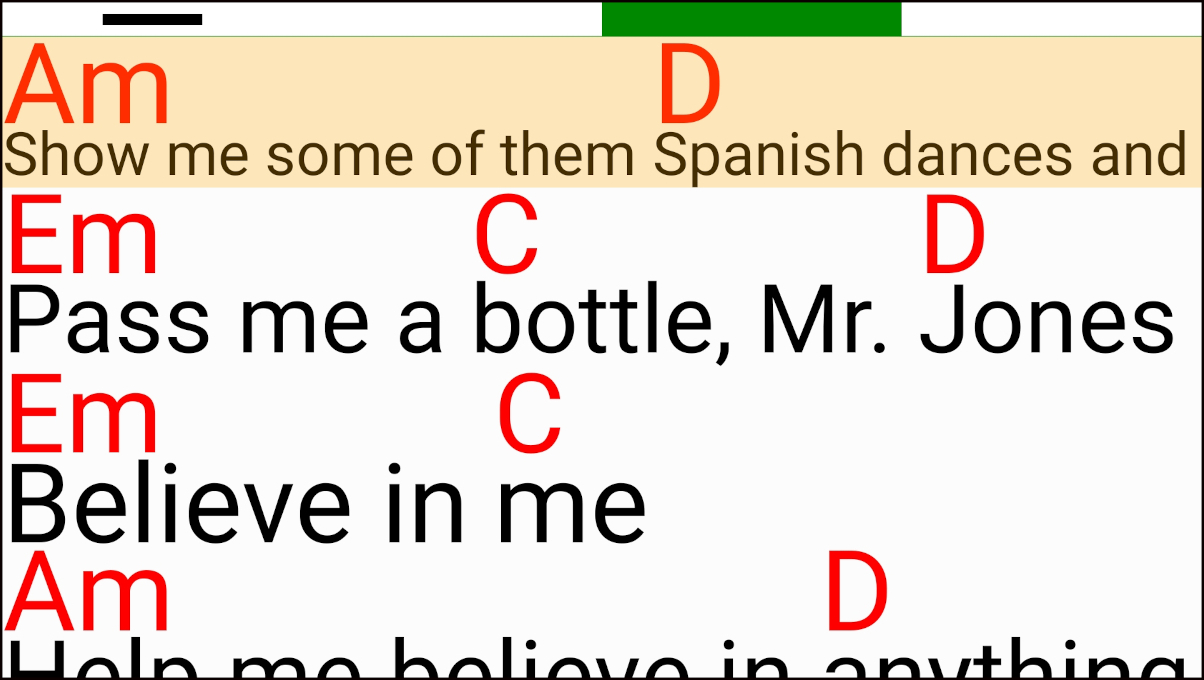 Am D
Show me some of them Spanish dances and
Em C D
Pass me a bottle, Mr. Jones
Em C
Believe in me
Am D
Help me believe in anything